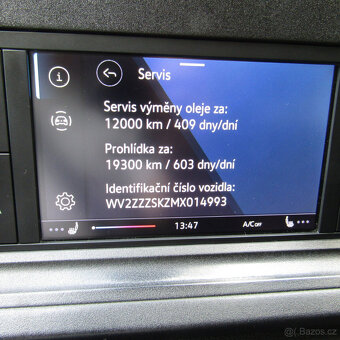 Servis
Servis výměny oleje za:
12000 km / 409 dny/dní
Prohlídka za:
19300 km / 603 dny/dní
Identifikační číslo vozidla:
WV2ZZZSKZMX014993
13:47
A/C OFF
© Bazos.cz